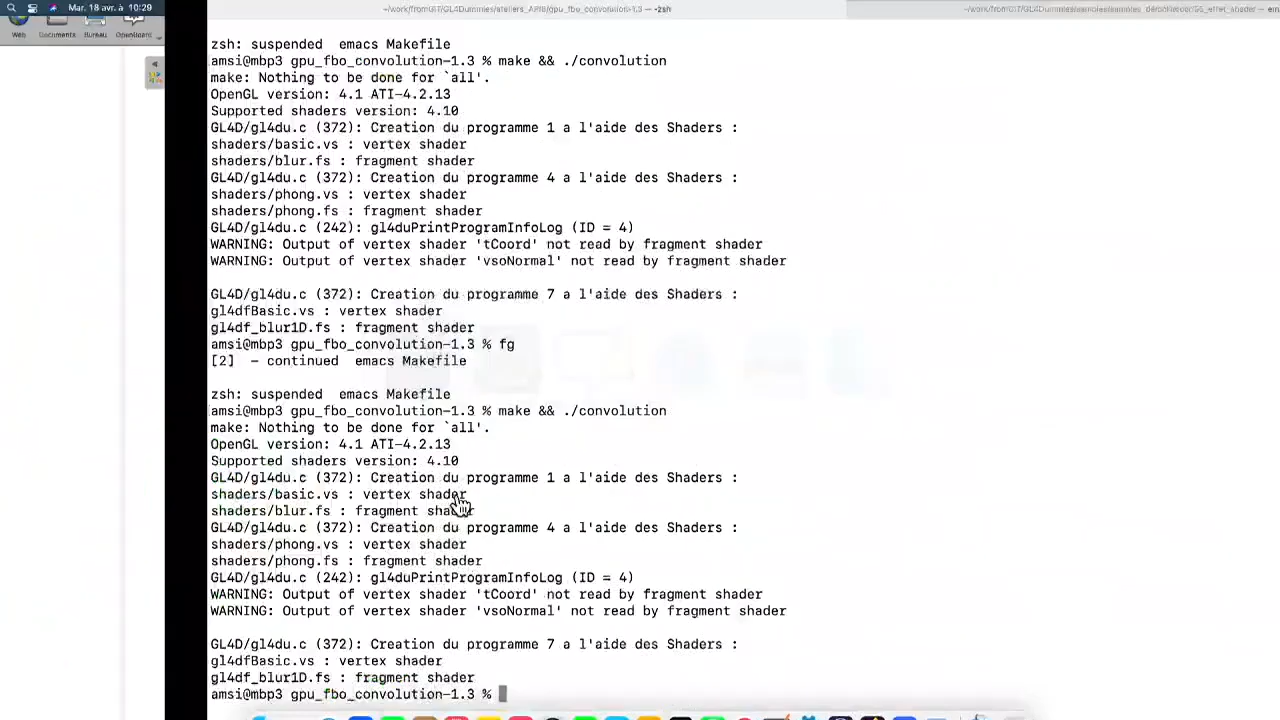 Mar. 18 avr. à 10:29
Web Documents Bureau
~/work/fromGIT/GL4Dummies/ateliers_API8/gpu_fbo_convolution-1.3 — -zsh
zsh: suspended  emacs Makefile
amsi@mbp3 gpu_fbo_convolution-1.3 % make && ./convolution
make: Nothing to be done for `all'.
OpenGL version: 4.1 ATI-4.2.13
Supported shaders version: 4.10
GL4D/gl4du.c (372): Creation du programme 1 a l'aide des Shaders :
shaders/basic.vs : vertex shader
shaders/blur.fs : fragment shader
GL4D/gl4du.c (372): Creation du programme 4 a l'aide des Shaders :
shaders/phong.vs : vertex shader
shaders/phong.fs : fragment shader
GL4D/gl4du.c (242): gl4duPrintProgramInfoLog (ID = 4)
WARNING: Output of vertex shader 'tCoord' not read by fragment shader
WARNING: Output of vertex shader 'vsoNormal' not read by fragment shader
GL4D/gl4du.c (372): Creation du programme 7 a l'aide des Shaders :
gl4dfBasic.vs : vertex shader
gl4df_blur1D.fs : fragment shader
amsi@mbp3 gpu_fbo_convolution-1.3 % fg
[2]  - continued  emacs Makefile
zsh: suspended  emacs Makefile
amsi@mbp3 gpu_fbo_convolution-1.3 % make && ./convolution
make: Nothing to be done for `all'.
OpenGL version: 4.1 ATI-4.2.13
Supported shaders version: 4.10
GL4D/gl4du.c (372): Creation du programme 1 a l'aide des Shaders :
shaders/basic.vs : vertex shader
shaders/blur.fs : fragment shader
GL4D/gl4du.c (372): Creation du programme 4 a l'aide des Shaders :
shaders/phong.vs : vertex shader
shaders/phong.fs : fragment shader
GL4D/gl4du.c (242): gl4duPrintProgramInfoLog (ID = 4)
WARNING: Output of vertex shader 'tCoord' not read by fragment shader
WARNING: Output of vertex shader 'vsoNormal' not read by fragment shader
GL4D/gl4du.c (372): Creation du programme 7 a l'aide des Shaders :
gl4dfBasic.vs : vertex shader
gl4df_blur1D.fs : fragment shader
amsi@mbp3 gpu_fbo_convolution-1.3 %